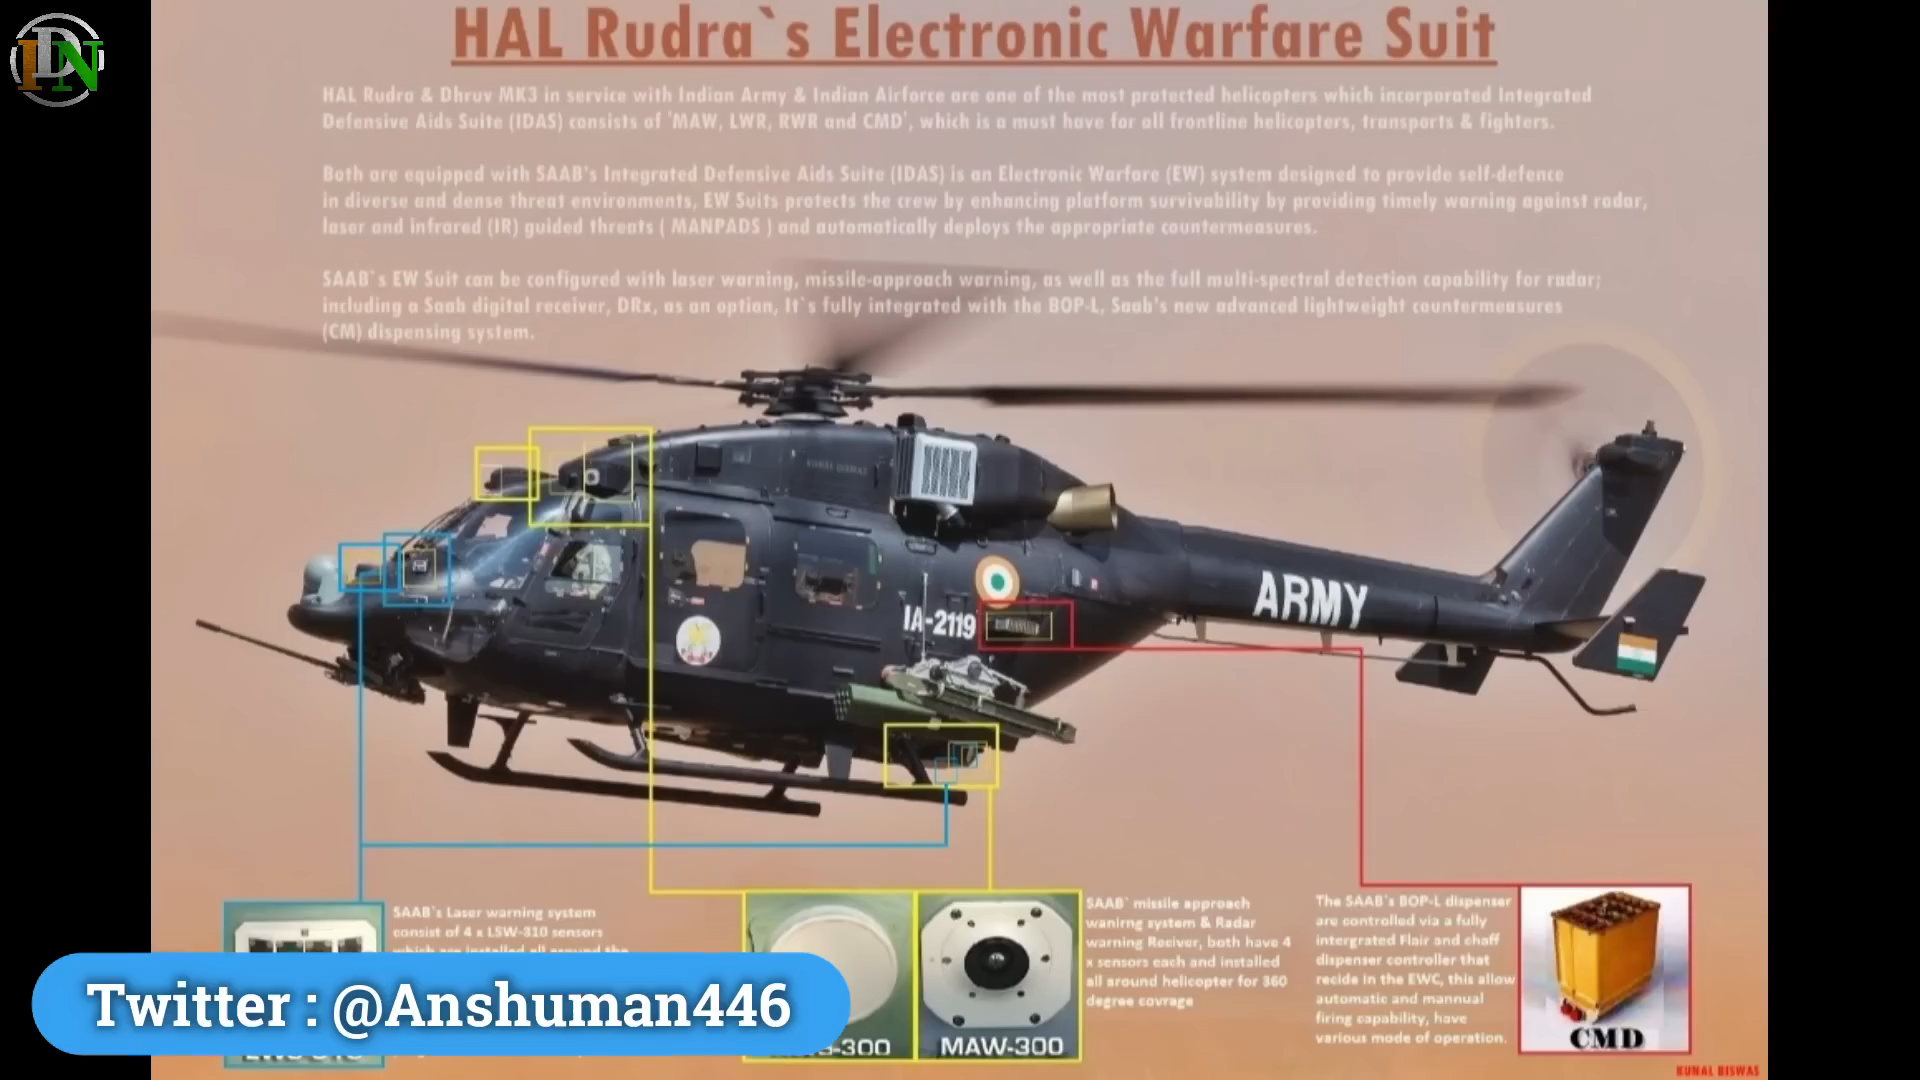 IDN
HAL Rudra`s Electronic Warfare Suit
HAL Rudra & Dhruv MK3 in service with Indian Army & Indian Airforce are one of the most protected helicopters which incorporated Integrated
Defensive Aids Suite (IDAS) consists of 'MAW, LWR, RWR and CMD', which is a must have for all frontline helicopters, transports & fighters.
Both are equipped with SAAB's Integrated Defensive Aids Suite (IDAS) is an Electronic Warfare (EW) system designed to provide self-defence
in diverse and dense threat environments, EW Suits protects the crew by enhancing platform survivability by providing timely warning against radar,
laser and infrared (IR) guided threats ( MANPADS ) and automatically deploys the appropriate countermeasures.
SAAB`s EW Suit can be configured with laser warning, missile-approach warning, as well as the full multi-spectral detection capability for radar;
including a Saab digital receiver, DRx, as an option, It`s fully integrated with the BOP-L, Saab's new advanced lightweight countermeasures
(CM) dispensing system.
KUNAL BISWAS
IA-2119
ARMY
SAAB`s Laser warning system
consist of 4 x LSW-310 sensors
which are installed all around the
Twitter : @Anshuman446
-300
MAW-300
SAAB` missile approach
wanirng system & Radar
warning Reciver, both have 4
x sensors each and installed
all around helicopter for 360
degree covrage
The SAAB's BOP-L dispenser
are controlled via a fully
intergrated Flair and chaff
dispenser controller that
recide in the EWC, this allow
automatic and mannual
firing capability, have
various mode of operation.
CMD
KUNAL BISWAS